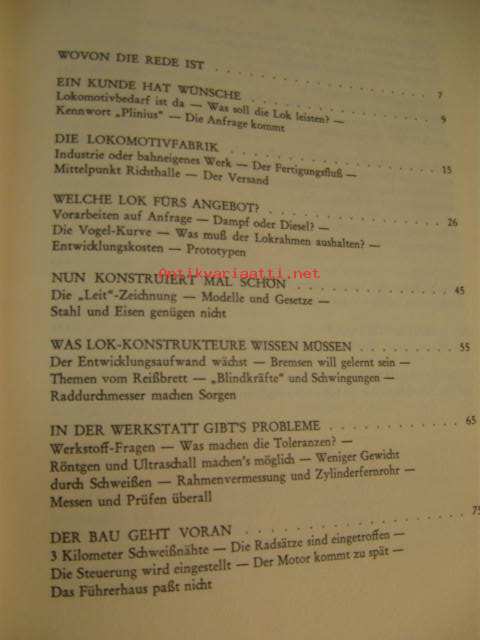 WOVON DIE REDE IST . . . . . . . . . . . . . . 7
EIN KUNDE HAT WÜNSCHE . . . . . . . . . . . . 9
Lokomotivbedarf ist da — Was soll die Lok leisten? —
Kennwort „Plinius" — Die Anfrage kommt
DIE LOKOMOTIVFABRIK . . . . . . . . . . . . . 15
Industrie oder bahneigenes Werk — Der Fertigungsfluß —
Mittelpunkt Richthalle — Der Versand
WELCHE LOK FÜRS ANGEBOT? . . . . . . . . . . . 26
Vorarbeiten auf Anfrage — Dampf oder Diesel? —
Die Vogel-Kurve — Was muß der Lokrahmen aushalten? —
Entwicklungskosten — Prototypen
Antikvariaatti.net
NUN KONSTRUIERT MAL SCHÖN . . . . . . . . . . 45
Die „Leit"-Zeichnung — Modelle und Gesetze —
Stahl und Eisen genügen nicht
WAS LOK-KONSTRUKTEURE WISSEN MÜSSEN . . . . . . 55
Der Entwicklungsaufwand wächst — Bremsen will gelernt sein —
Themen vom Reißbrett — „Blindkräfte" und Schwingungen —
Raddurchmesser machen Sorgen
IN DER WERKSTATT GIBT'S PROBLEME . . . . . . . 65
Werkstoff-Fragen — Was machen die Toleranzen? —
Röntgen und Ultraschall machen's möglich — Weniger Gewicht
durch Schweißen — Rahmenvermessung und Zylinderfernrohr —
Messen und Prüfen überall
DER BAU GEHT VORAN . . . . . . . . . . . . . 75
3 Kilometer Schweißnähte — Die Radsätze sind eingetroffen —
Die Steuerung wird eingestellt — Der Motor kommt zu spät —
Das Führerhaus paßt nicht